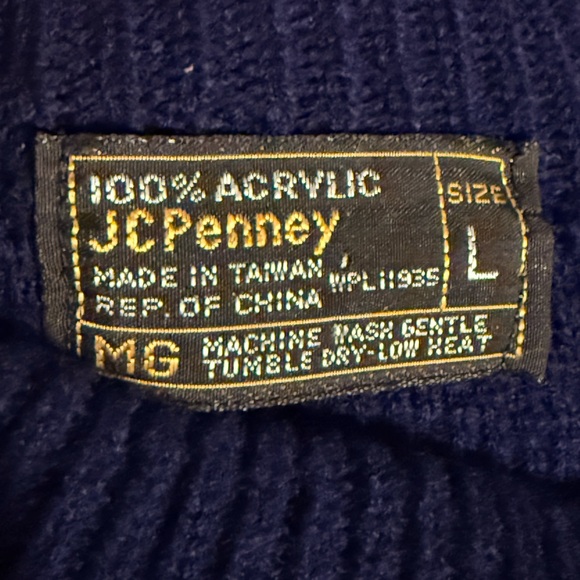 100% ACRYLIC
JCPenney
MADE IN TAIWAN, WPL11935
REP. OF CHINA
SIZE
L
MG
MACHINE WASH GENTLE
TUMBLE DRY-LOW HEAT